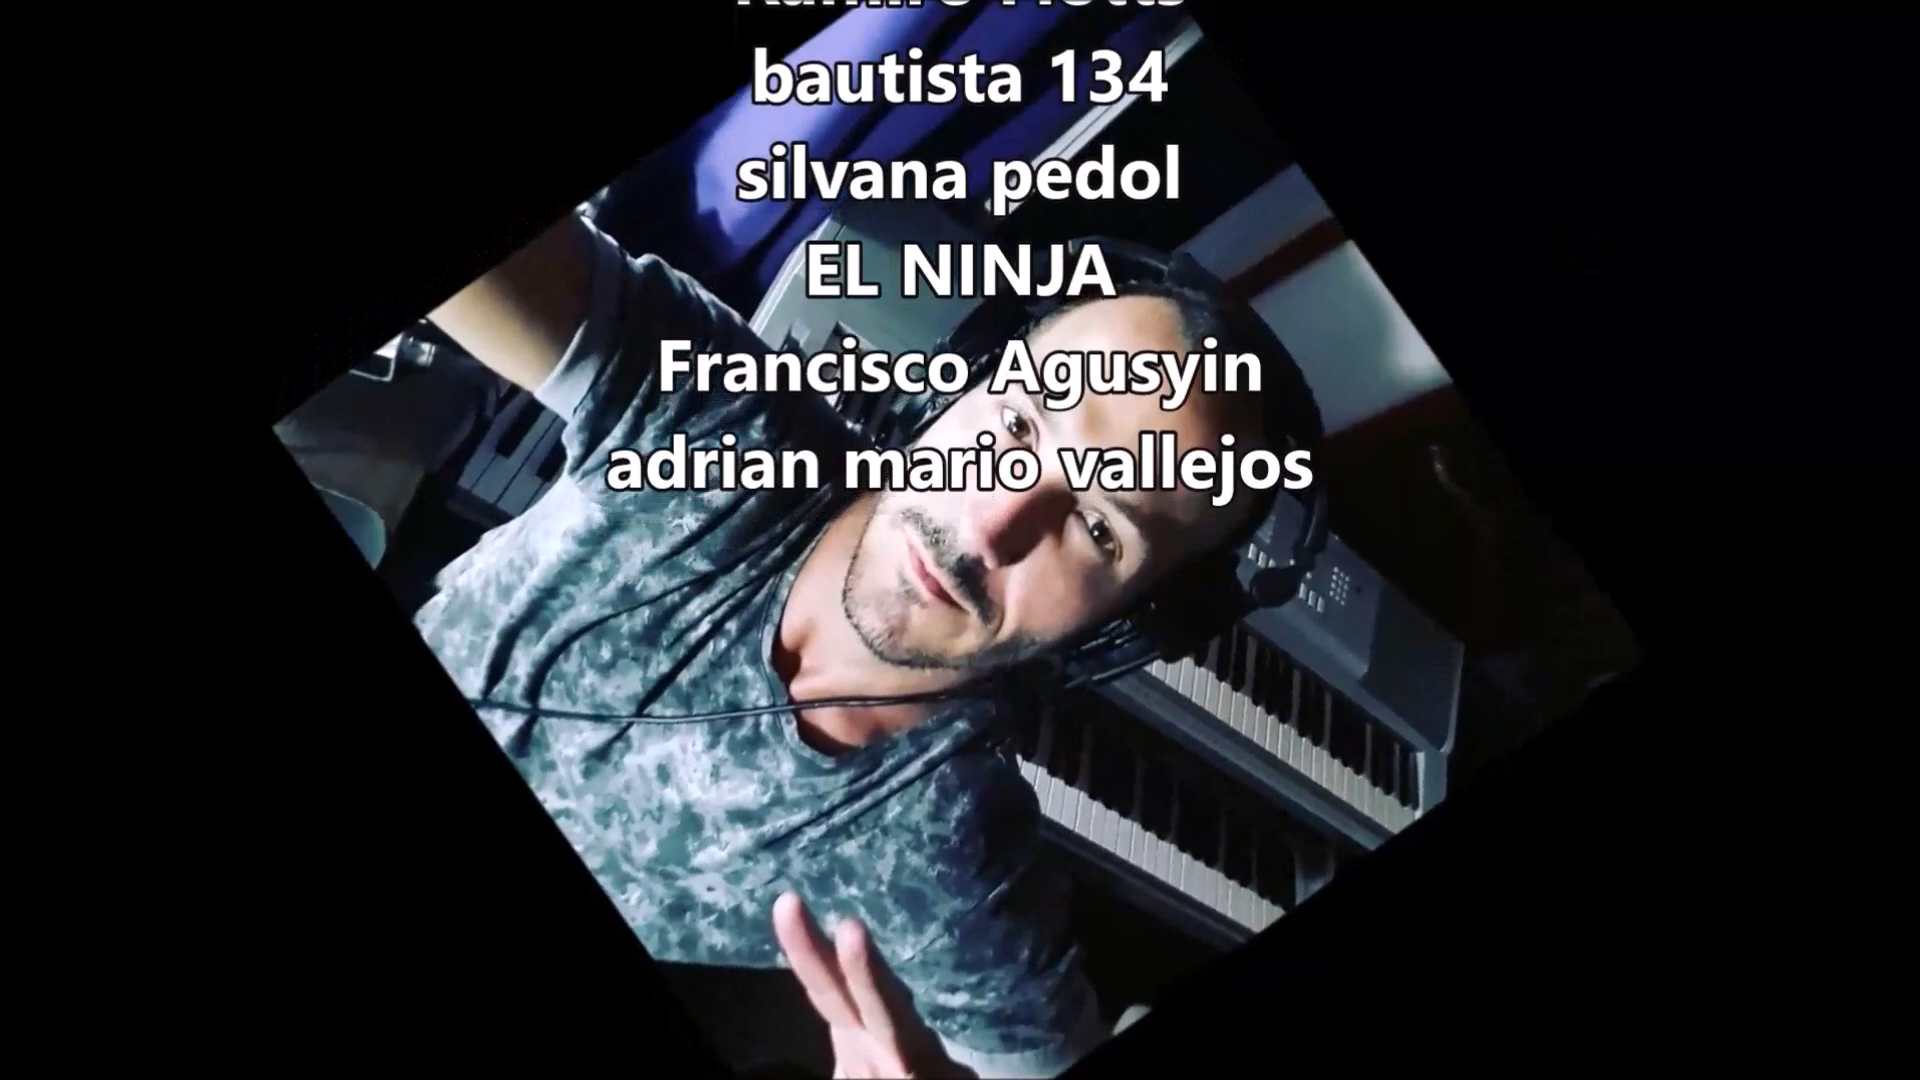 bautista 134
silvana pedol
EL NINJA
Francisco Agusyin
adrian mario vallejos